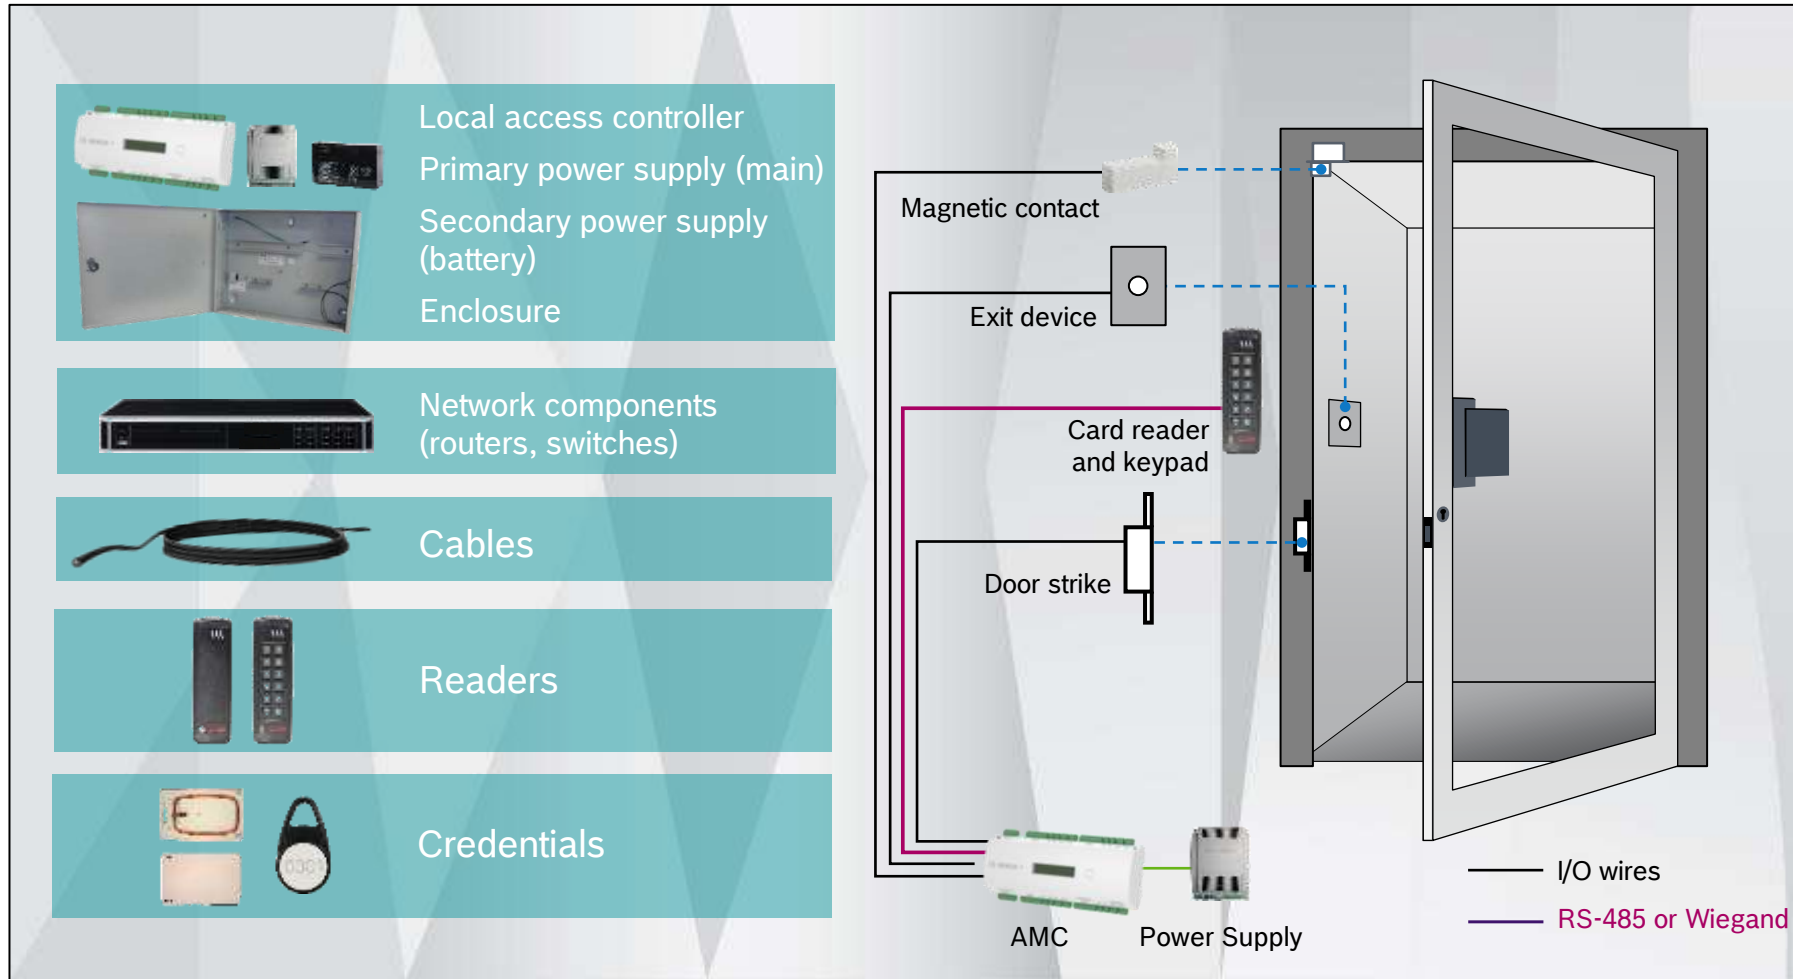 Local access controller
Primary power supply (main)
Secondary power supply
(battery)
Enclosure
Network components
(routers, switches)
Cables
Readers
Credentials
Magnetic contact
Exit device
Card reader
and keypad
Door strike
AMC
Power Supply
I/O wires
RS-485 or Wiegand